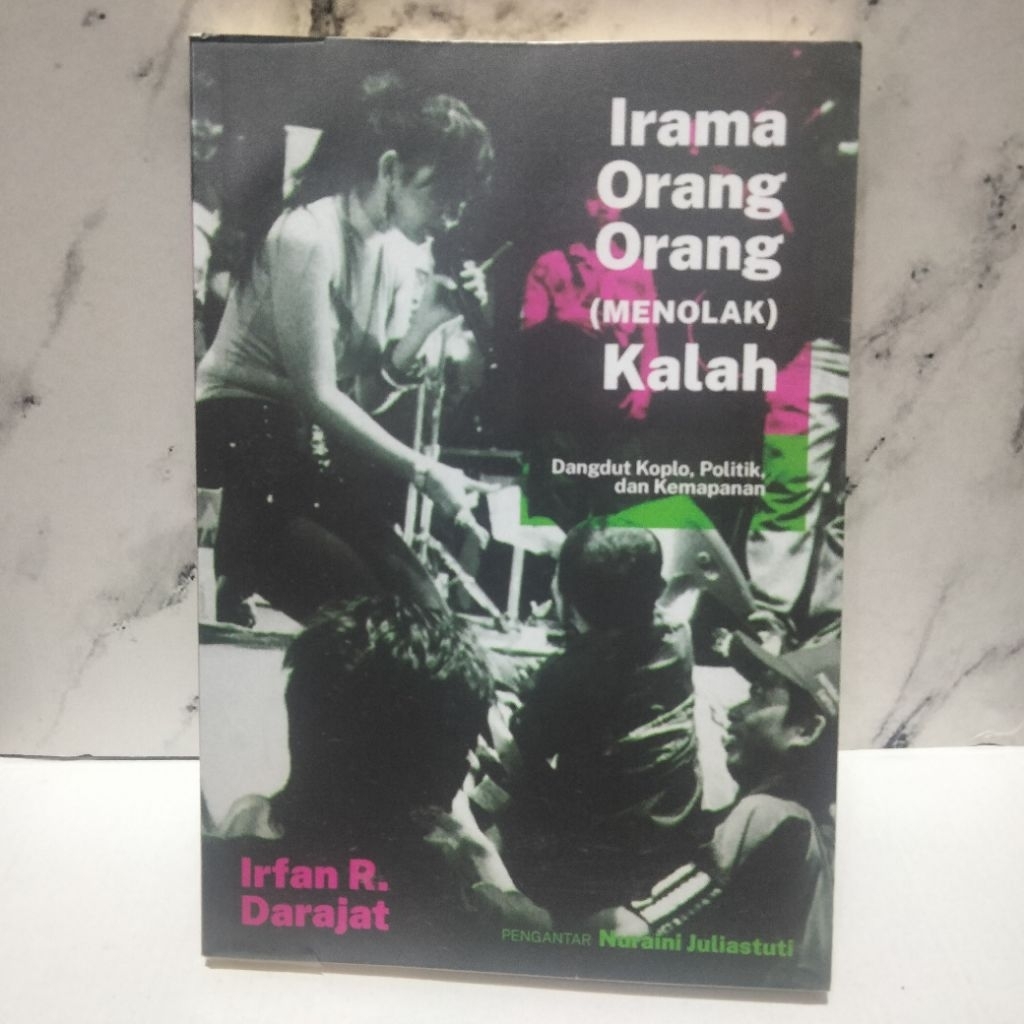 Irama
Orang
Orang
(MENOLAK)
Kalah
Dangdut Koplo, Politik,
dan Kemapanan
Irfan R.
Darajat
PENGANTAR Nuraini Juliastuti